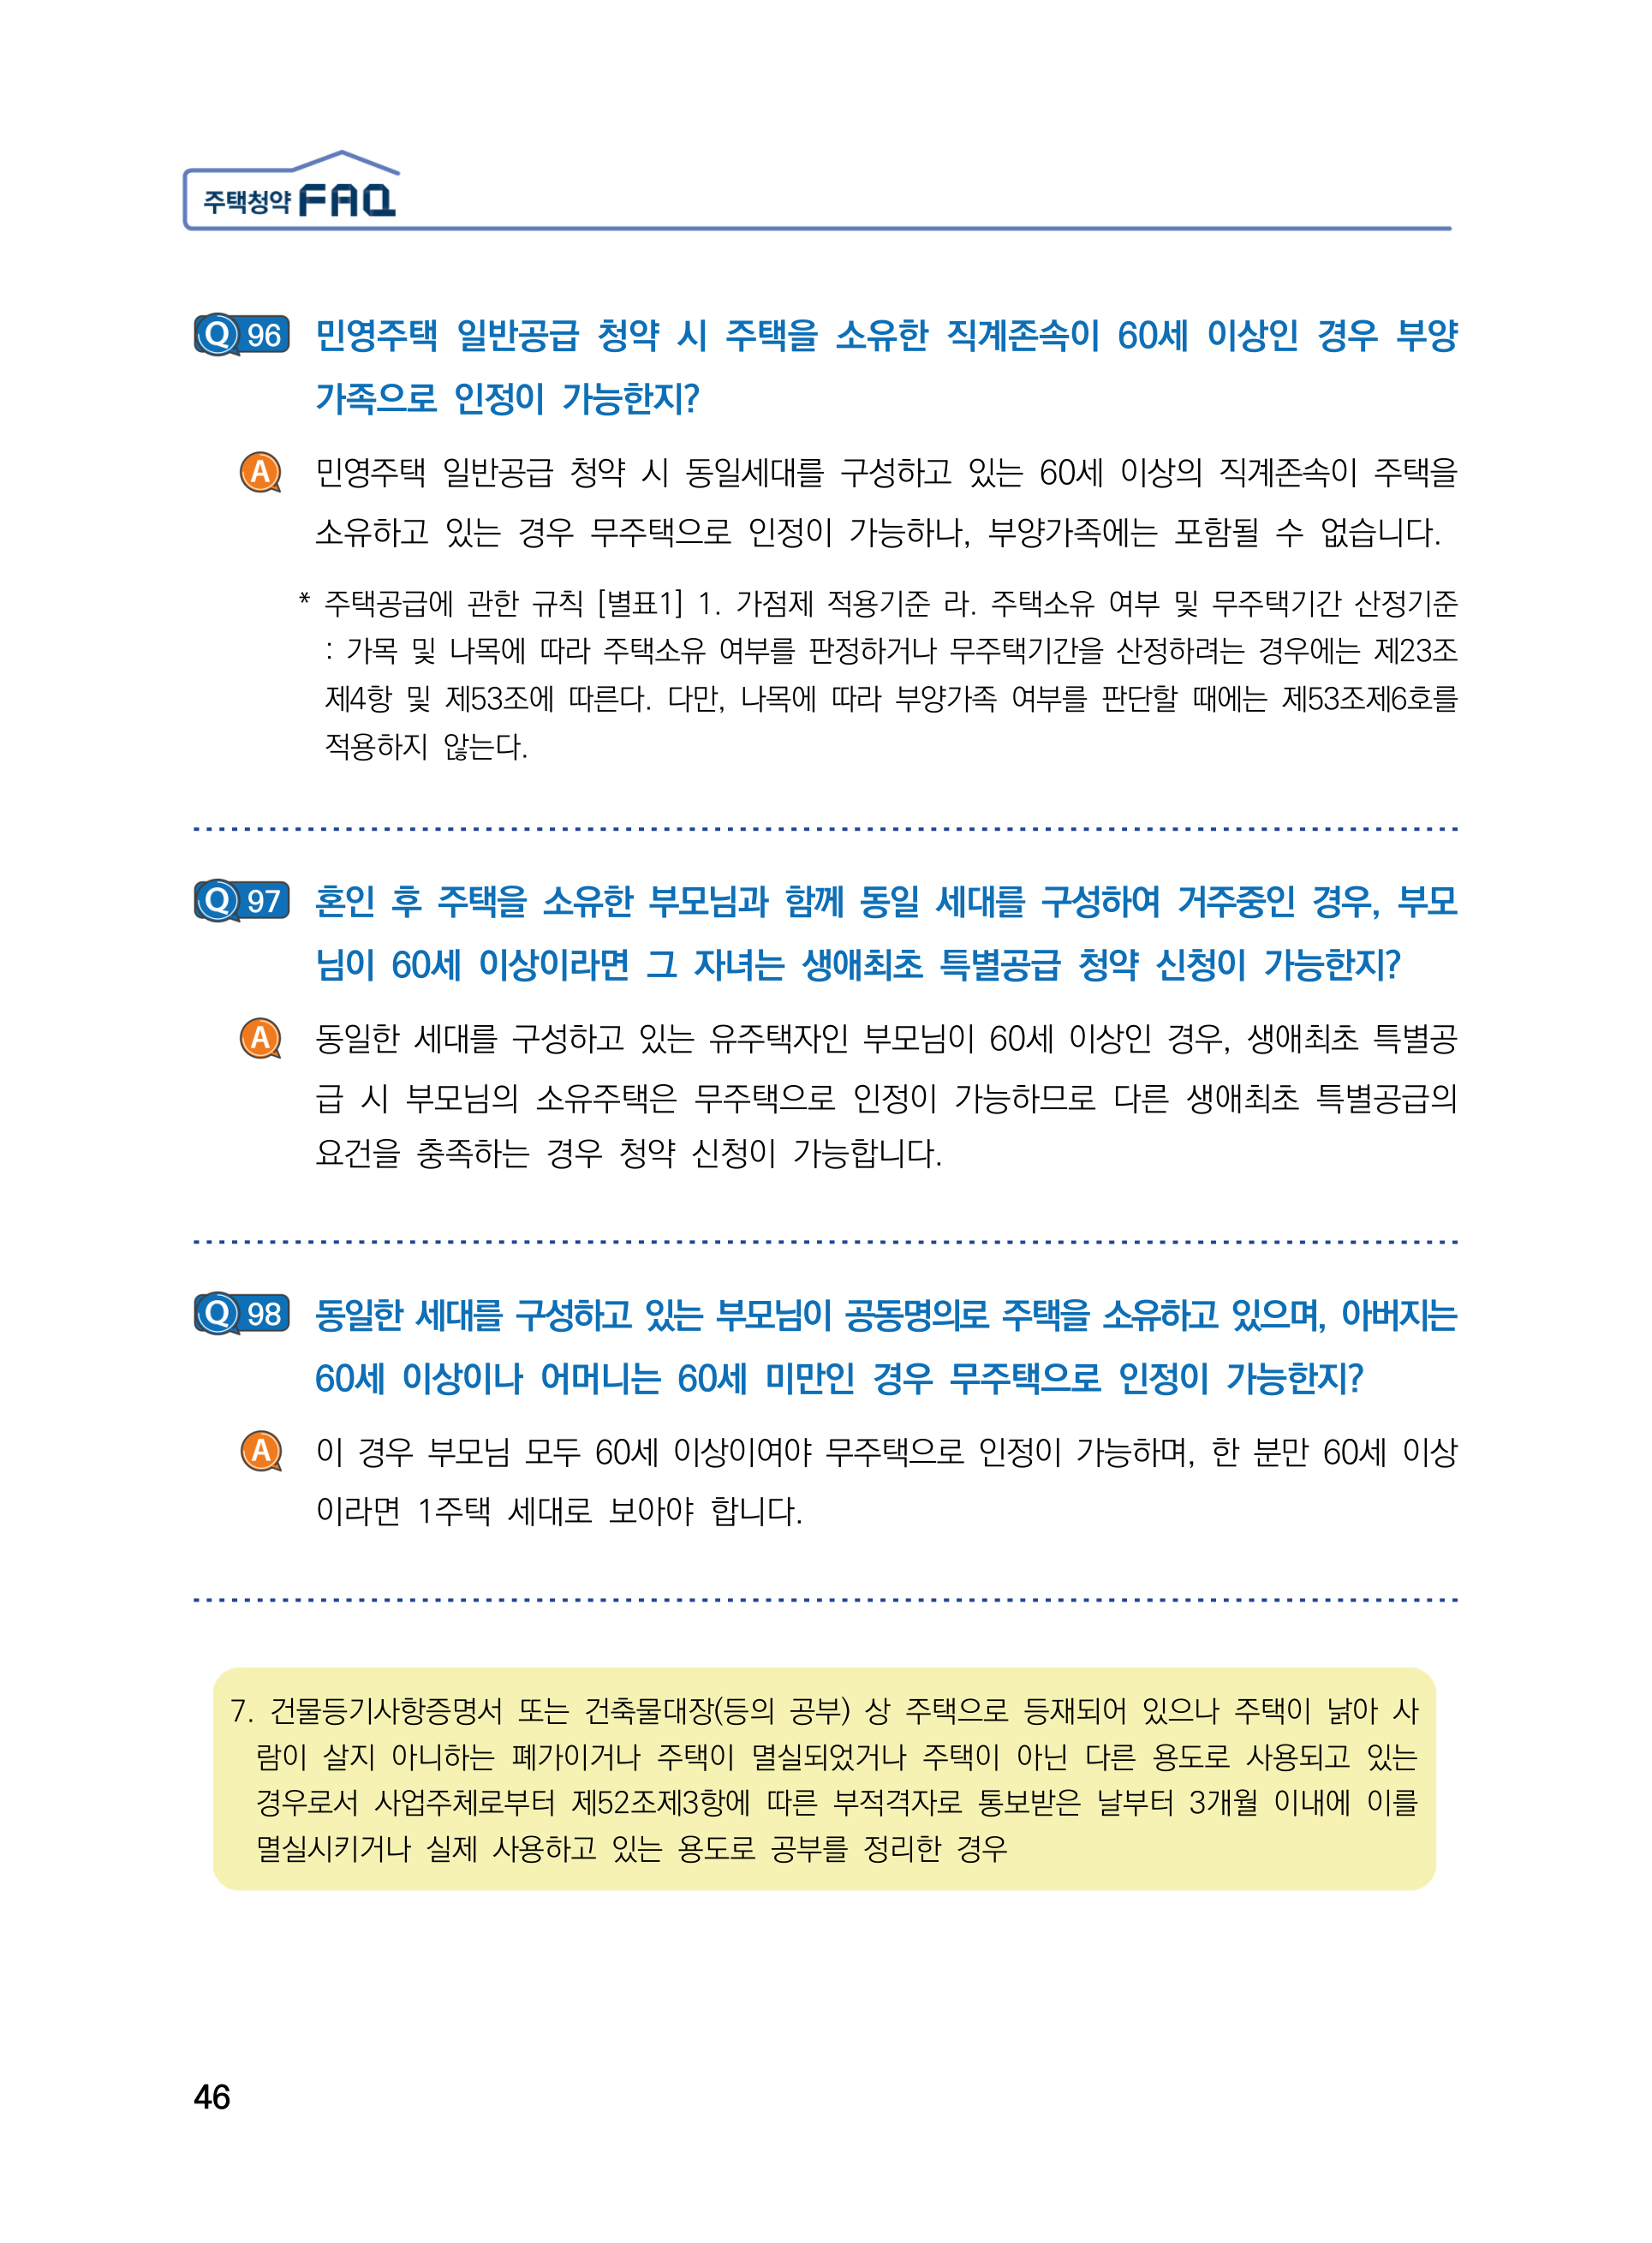 주택청약 FAQ
Q 96 민영주택 일반공급 청약 시 주택을 소유한 직계존속이 60세 이상인 경우 부양
가족으로 인정이 가능한지?
A 민영주택 일반공급 청약 시 동일세대를 구성하고 있는 60세 이상의 직계존속이 주택을
소유하고 있는 경우 무주택으로 인정이 가능하나, 부양가족에는 포함될 수 없습니다.
* 주택공급에 관한 규칙 [별표1] 1. 가점제 적용기준 라. 주택소유 여부 및 무주택기간 산정기준
: 가목 및 나목에 따라 주택소유 여부를 판정하거나 무주택기간을 산정하려는 경우에는 제23조
제4항 및 제53조에 따른다. 다만, 나목에 따라 부양가족 여부를 판단할 때에는 제53조제6호를
적용하지 않는다.
Q 97 혼인 후 주택을 소유한 부모님과 함께 동일 세대를 구성하여 거주중인 경우, 부모
님이 60세 이상이라면 그 자녀는 생애최초 특별공급 청약 신청이 가능한지?
A 동일한 세대를 구성하고 있는 유주택자인 부모님이 60세 이상인 경우, 생애최초 특별공
급 시 부모님의 소유주택은 무주택으로 인정이 가능하므로 다른 생애최초 특별공급의
요건을 충족하는 경우 청약 신청이 가능합니다.
Q 98 동일한 세대를 구성하고 있는 부모님이 공동명의로 주택을 소유하고 있으며, 아버지는
60세 이상이나 어머니는 60세 미만인 경우 무주택으로 인정이 가능한지?
A 이 경우 부모님 모두 60세 이상이여야 무주택으로 인정이 가능하며, 한 분만 60세 이상
이라면 1주택 세대로 보아야 합니다.
7. 건물등기사항증명서 또는 건축물대장(등의 공부) 상 주택으로 등재되어 있으나 주택이 낡아 사
람이 살지 아니하는 폐가이거나 주택이 멸실되었거나 주택이 아닌 다른 용도로 사용되고 있는
경우로서 사업주체로부터 제52조제3항에 따른 부적격자로 통보받은 날부터 3개월 이내에 이를
멸실시키거나 실제 사용하고 있는 용도로 공부를 정리한 경우
46